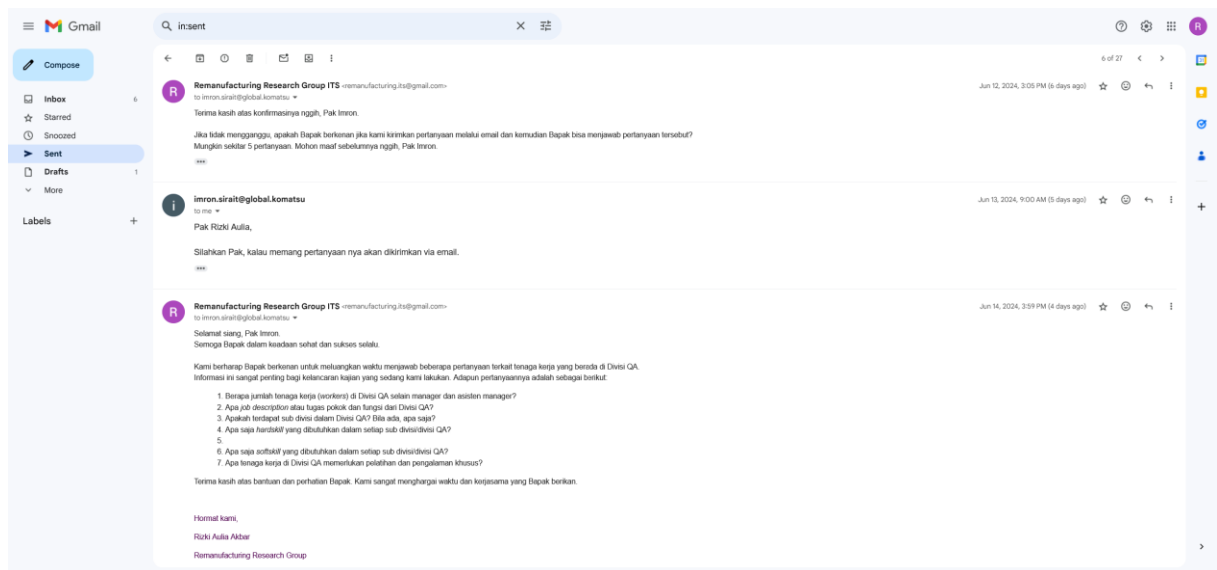 Gmail
in:sent
R
Compose
Inbox 6
Starred
Snoozed
Sent
Drafts 1
More
Labels
6 of 27
R
Remanufacturing Research Group ITS <remanufacturing.its@gmail.com>
Jun 12, 2024, 3:05 PM (6 days ago)
to imron.sirait@global.komatsu
Terima kasih atas konfirmasinya nggih, Pak Imron.
Jika tidak mengganggu, apakah Bapak berkenan jika kami kirimkan pertanyaan melalui email dan kemudian Bapak bisa menjawab pertanyaan tersebut?
Mungkin sekitar 5 pertanyaan. Mohon maaf sebelumnya nggih, Pak Imron.
i
imron.sirait@global.komatsu
Jun 13, 2024, 9:00 AM (5 days ago)
to me
Pak Rizki Aulia,
Silahkan Pak, kalau memang pertanyaan nya akan dikirimkan via email.
R
Remanufacturing Research Group ITS <remanufacturing.its@gmail.com>
Jun 14, 2024, 3:59 PM (4 days ago)
to imron.sirait@global.komatsu
Selamat siang, Pak Imron.
Semoga Bapak dalam keadaan sehat dan sukses selalu.
Kami berharap Bapak berkenan untuk meluangkan waktu menjawab beberapa pertanyaan terkait tenaga kerja yang berada di Divisi QA.
Informasi ini sangat penting bagi kelancaran kajian yang sedang kami lakukan. Adapun pertanyaannya adalah sebagai berikut:
1. Berapa jumlah tenaga kerja (workers) di Divisi QA selain manager dan asisten manager?
2. Apa job description atau tugas pokok dan fungsi dari Divisi QA?
3. Apakah terdapat sub divisi dalam Divisi QA? Bila ada, apa saja?
4. Apa saja hardskill yang dibutuhkan dalam setiap sub divisi/divisi QA?
5.
6. Apa saja softskill yang dibutuhkan dalam setiap sub divisi/divisi QA?
7. Apa tenaga kerja di Divisi QA memerlukan pelatihan dan pengalaman khusus?
Terima kasih atas bantuan dan perhatian Bapak. Kami sangat menghargai waktu dan kerjasama yang Bapak berikan.
Hormat kami,
Rizki Aulia Akbar
Remanufacturing Research Group